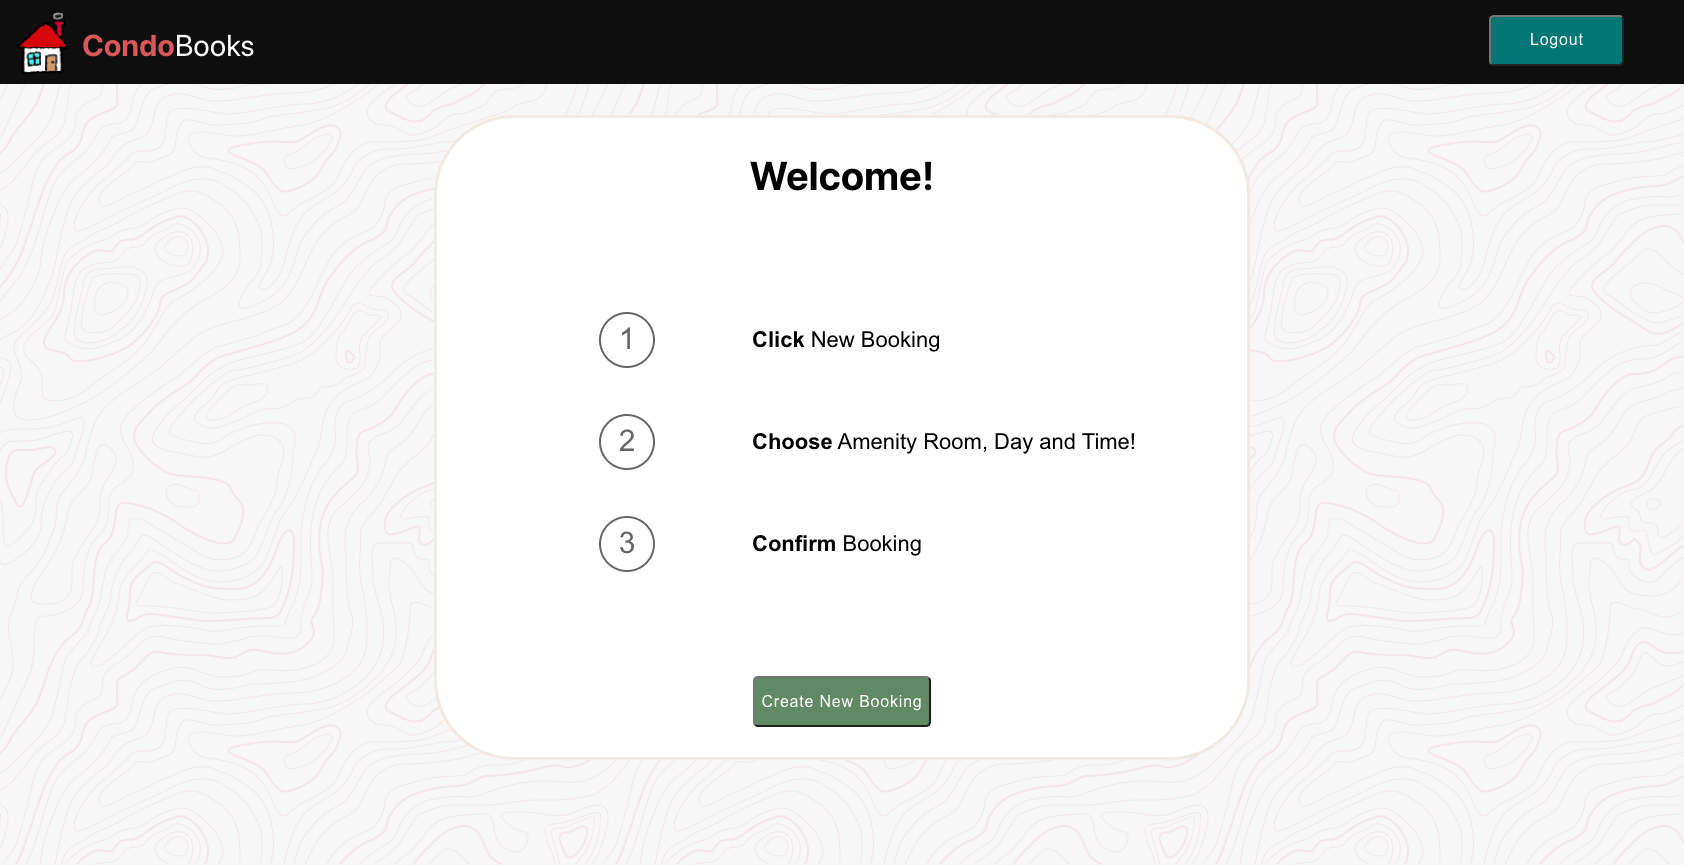 CondoBooks
Logout
Welcome!
1 Click New Booking
2 Choose Amenity Room, Day and Time!
3 Confirm Booking
Create New Booking